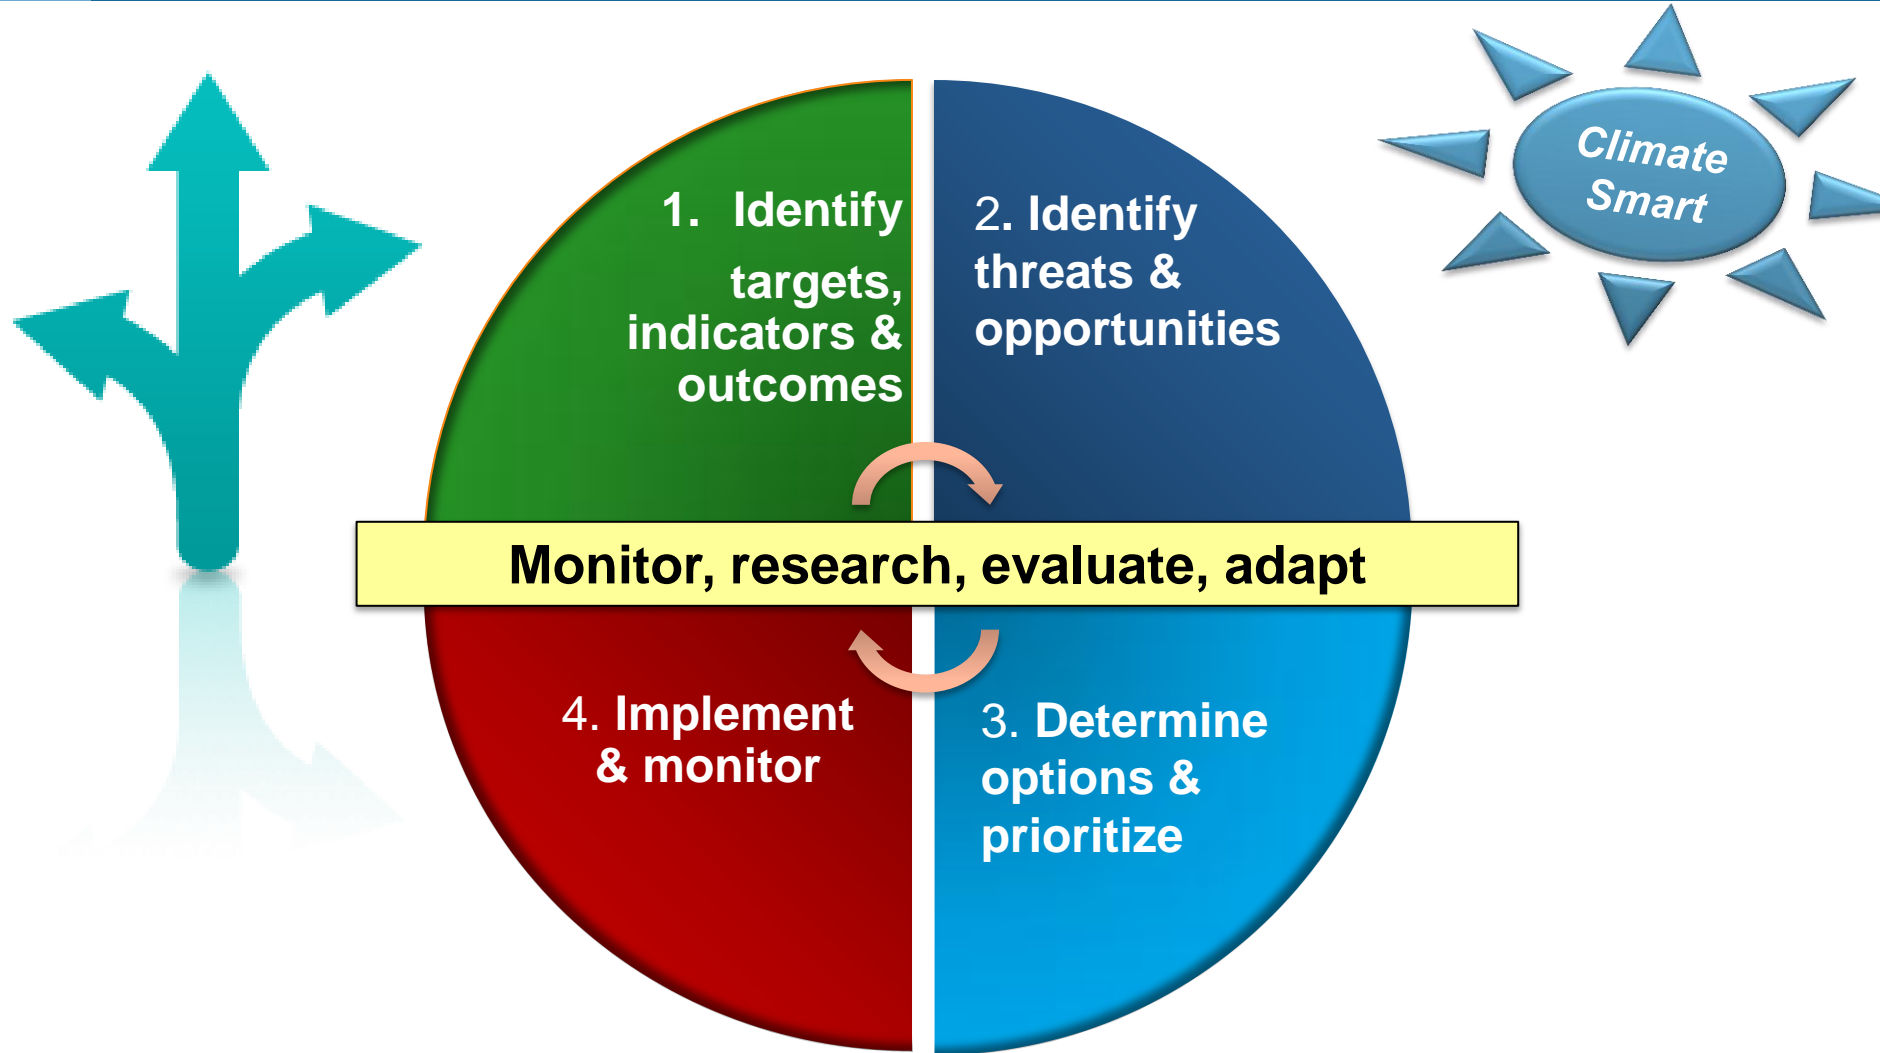 Climate
Smart
1. Identify
targets,
indicators &
outcomes
2. Identify
threats &
opportunities
Monitor, research, evaluate, adapt
4. Implement
& monitor
3. Determine
options &
prioritize